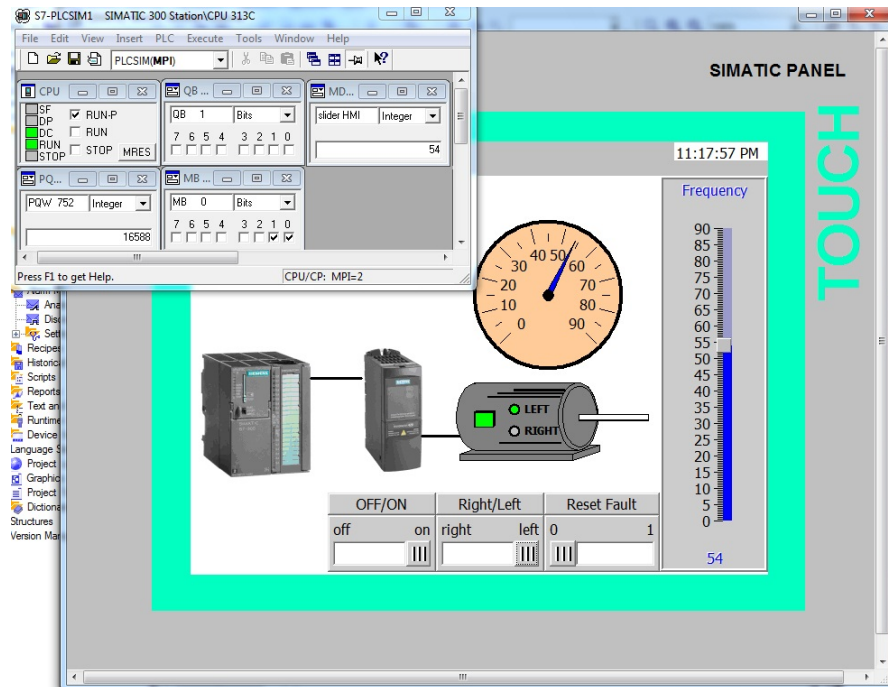 S7-PLCSIM1 SIMATIC 300 Station\CPU 313C
File Edit View Insert PLC Execute Tools Window Help
PLCSIM(MPI)
CPU
SF
DP
DC
RUN
STOP
RUN-P
RUN
STOP
MRES
QB ...
QB 1 Bits
7 6 5 4 3 2 1 0
MD...
slider HMI Integer
54
PQ...
PQW 752 Integer
16588
MB ...
MB 0 Bits
7 6 5 4 3 2 1 0
Press F1 to get Help.
CPU/CP: MPI=2
SIMATIC PANEL
TOUCH
11:17:57 PM
Frequency
90
85
80
75
70
65
60
55
50
45
40
35
30
25
20
15
10
5
0
54
0
10
20
30
40
50
60
70
80
90
LEFT
RIGHT
OFF/ON Right/Left Reset Fault
off on right left 0 1
Ana
Disc
Sett
Recipes
Historica
Scripts
Reports
Text an
Runtime
Device
Language S
Project
Graphic
Project
Dictiona
Structures
Version Mar